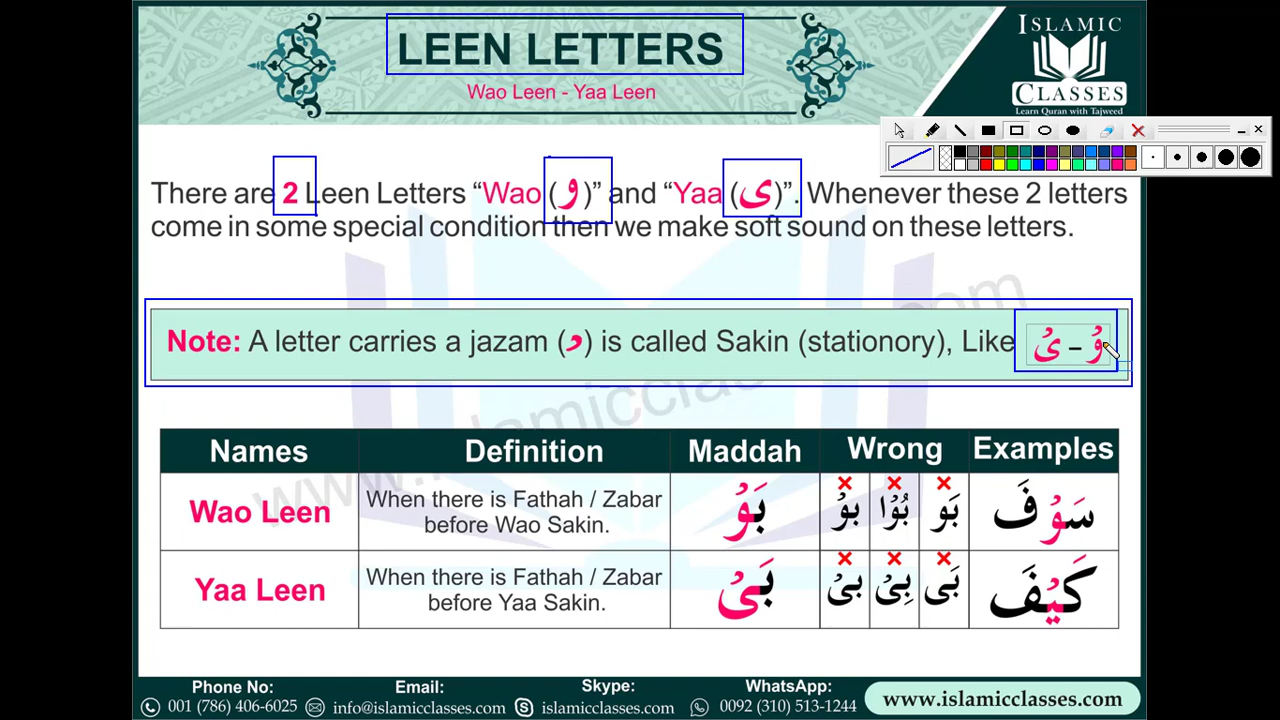 LEEN LETTERS
Wao Leen - Yaa Leen
ISLAMIC
CLASSES
Learn Quran with Tajweed
There are 2 Leen Letters “Wao (و)” and “Yaa (ى)”. Whenever these 2 letters
come in some special condition then we make soft sound on these letters.
Note: A letter carries a jazam (ۡ) is called Sakin (stationory), Like وۡ – ىۡ
Names Definition Maddah Wrong Examples
Wao Leen
When there is Fathah / Zabar
before Wao Sakin.
بَوۡ
بوۡ بُوۡا بَو
سَوۡفَ
Yaa Leen
When there is Fathah / Zabar
before Yaa Sakin.
بَىۡ
بىۡ بِىۡ بَى
كَيۡفَ
Phone No: Email: Skype: WhatsApp:
001 (786) 406-6025 info@islamicclasses.com islamicclasses.com 0092 (310) 513-1244
www.islamicclasses.com